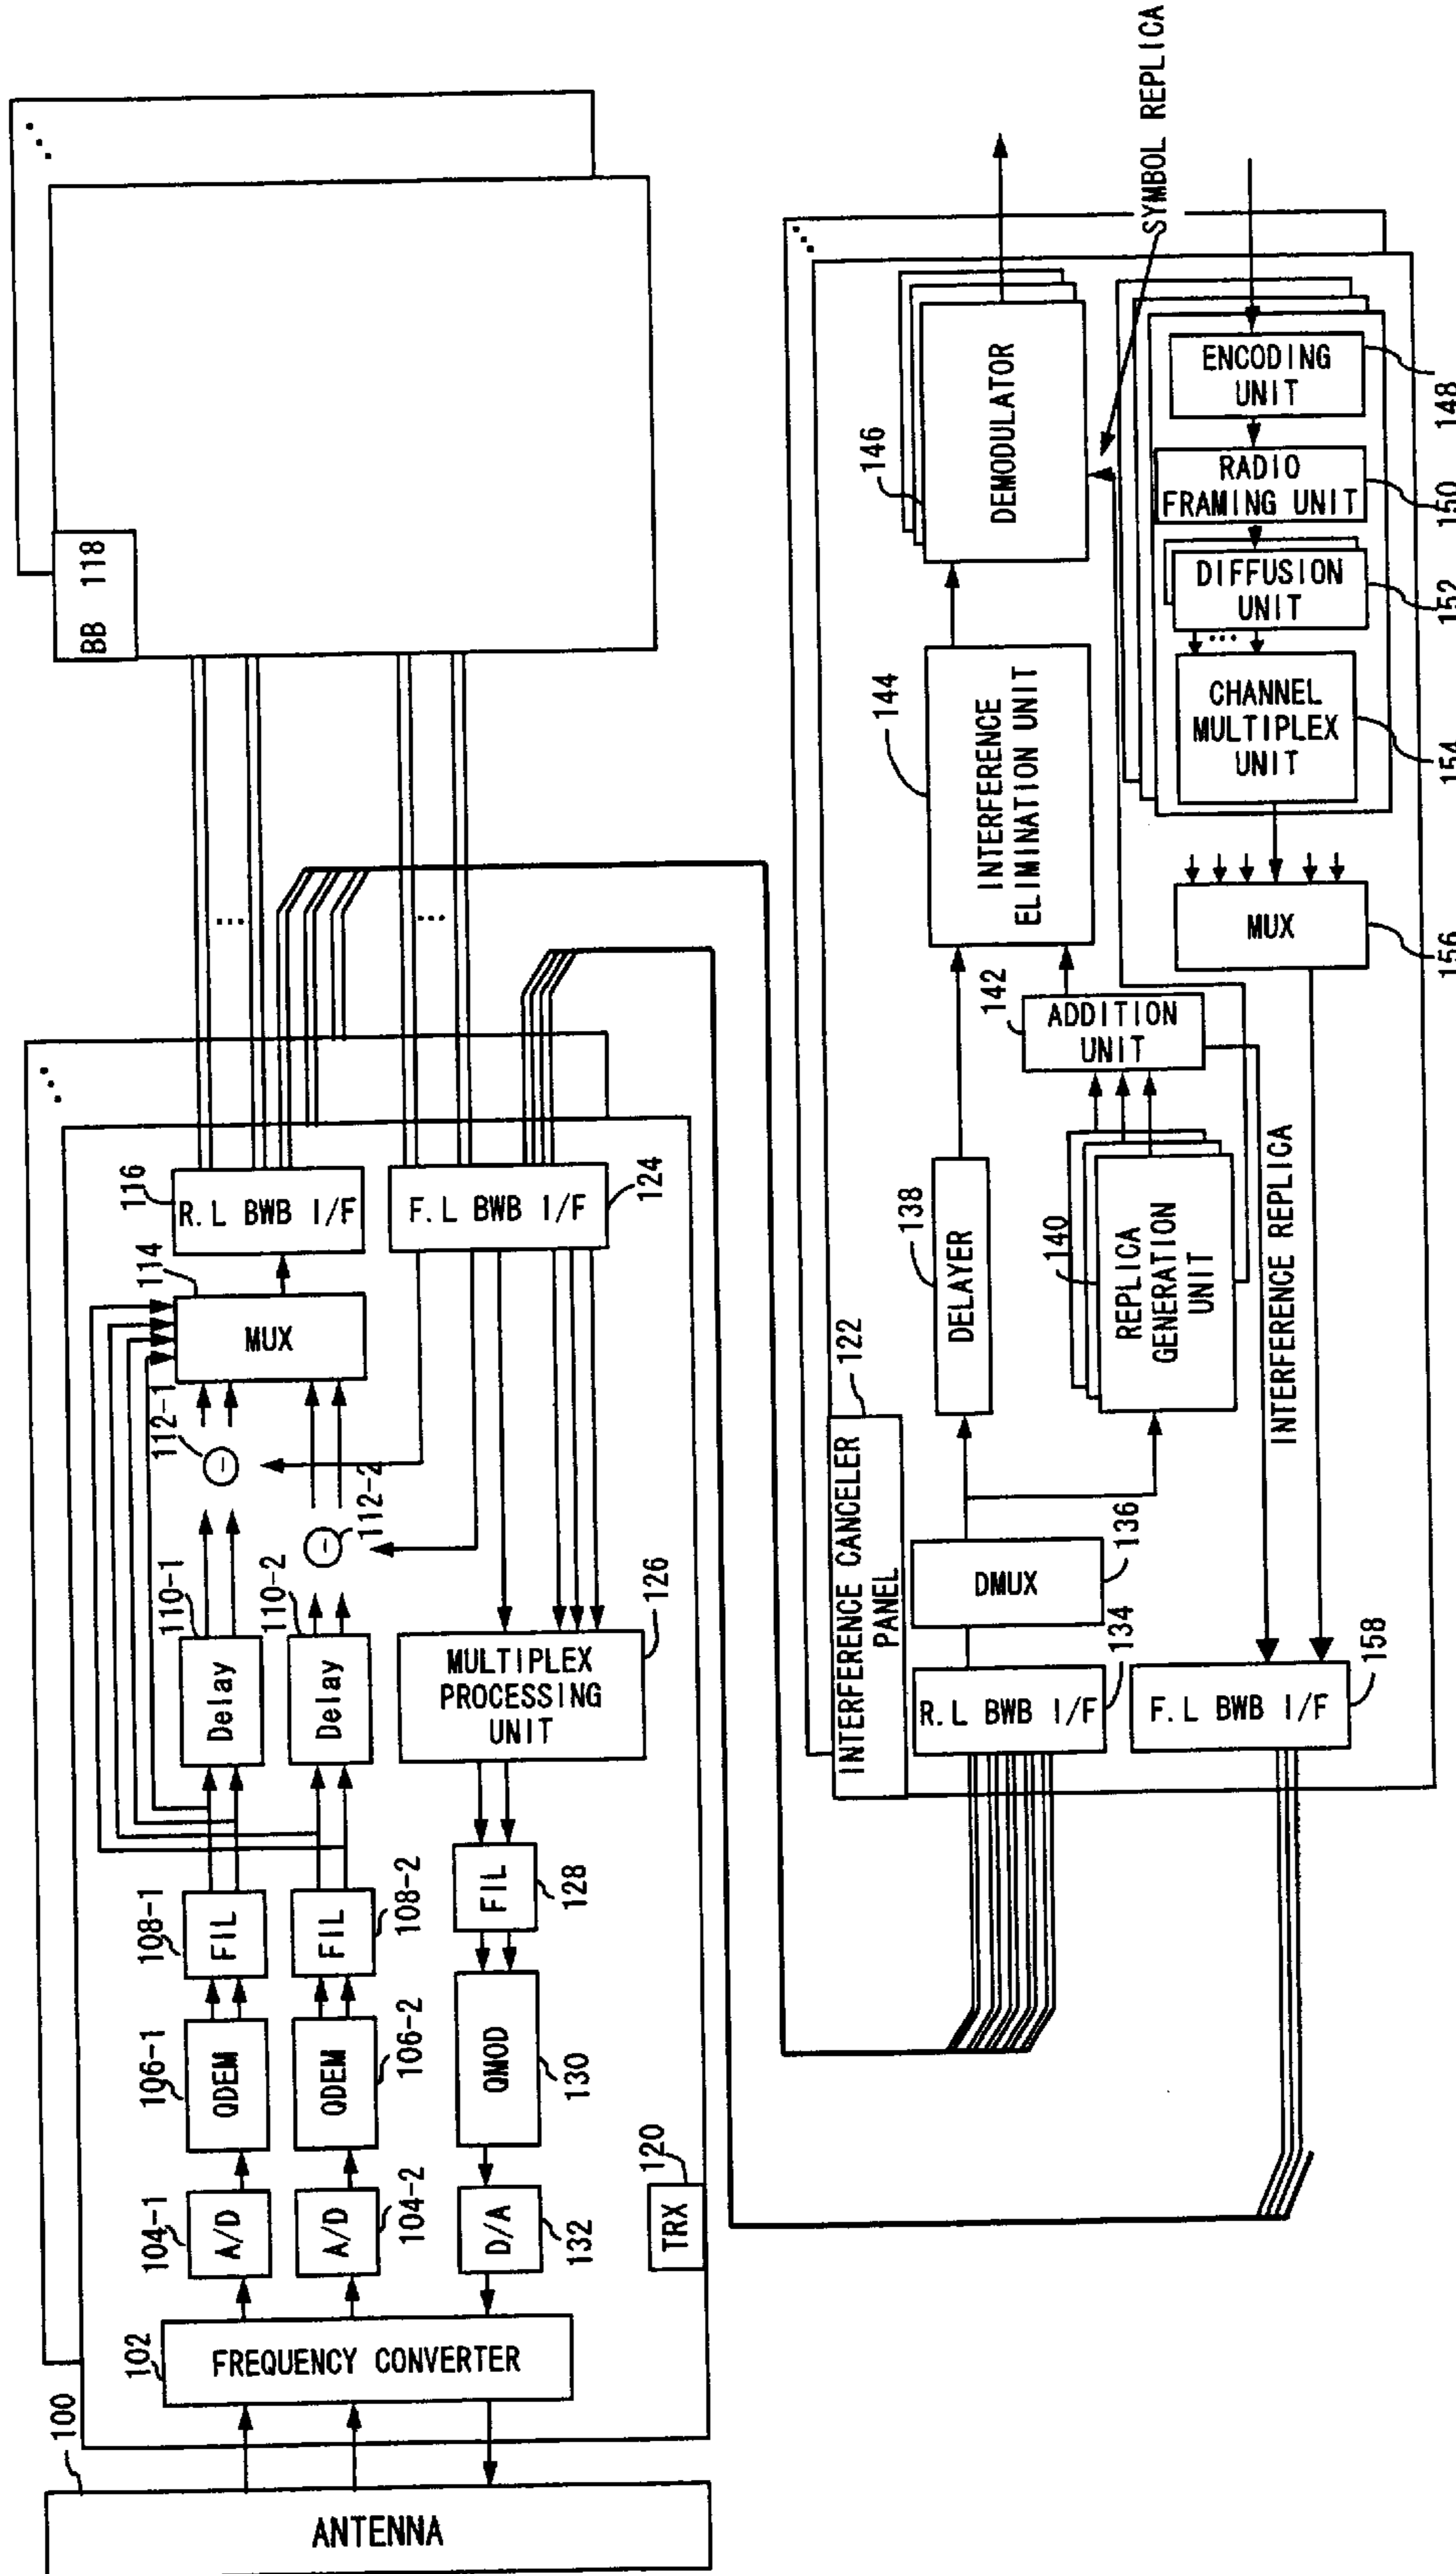 100
ANTENNA
102
FREQUENCY CONVERTER
104-1
A/D
104-2
A/D
106-1
QDEM
106-2
QDEM
108-1
FIL
108-2
FIL
110-1
Delay
110-2
Delay
112-1
112-2
114
MUX
116
R.L BWB I/F
F.L BWB I/F
124
MULTIPLEX
PROCESSING
UNIT
126
FIL
128
QMOD
130
D/A
132
TRX
120
BB 118
INTERFERENCE CANCELER
PANEL
122
R.L BWB I/F
134
DMUX
136
DELAYER
138
140
REPLICA
GENERATION
UNIT
142
ADDITION
UNIT
144
INTERFERENCE
ELIMINATION UNIT
146
DEMODULATOR
SYMBOL REPLICA
ENCODING
UNIT
148
RADIO
FRAMING UNIT
150
DIFFUSION
UNIT
152
CHANNEL
MULTIPLEX
UNIT
154
MUX
156
INTERFERENCE REPLICA
F.L BWB I/F
158